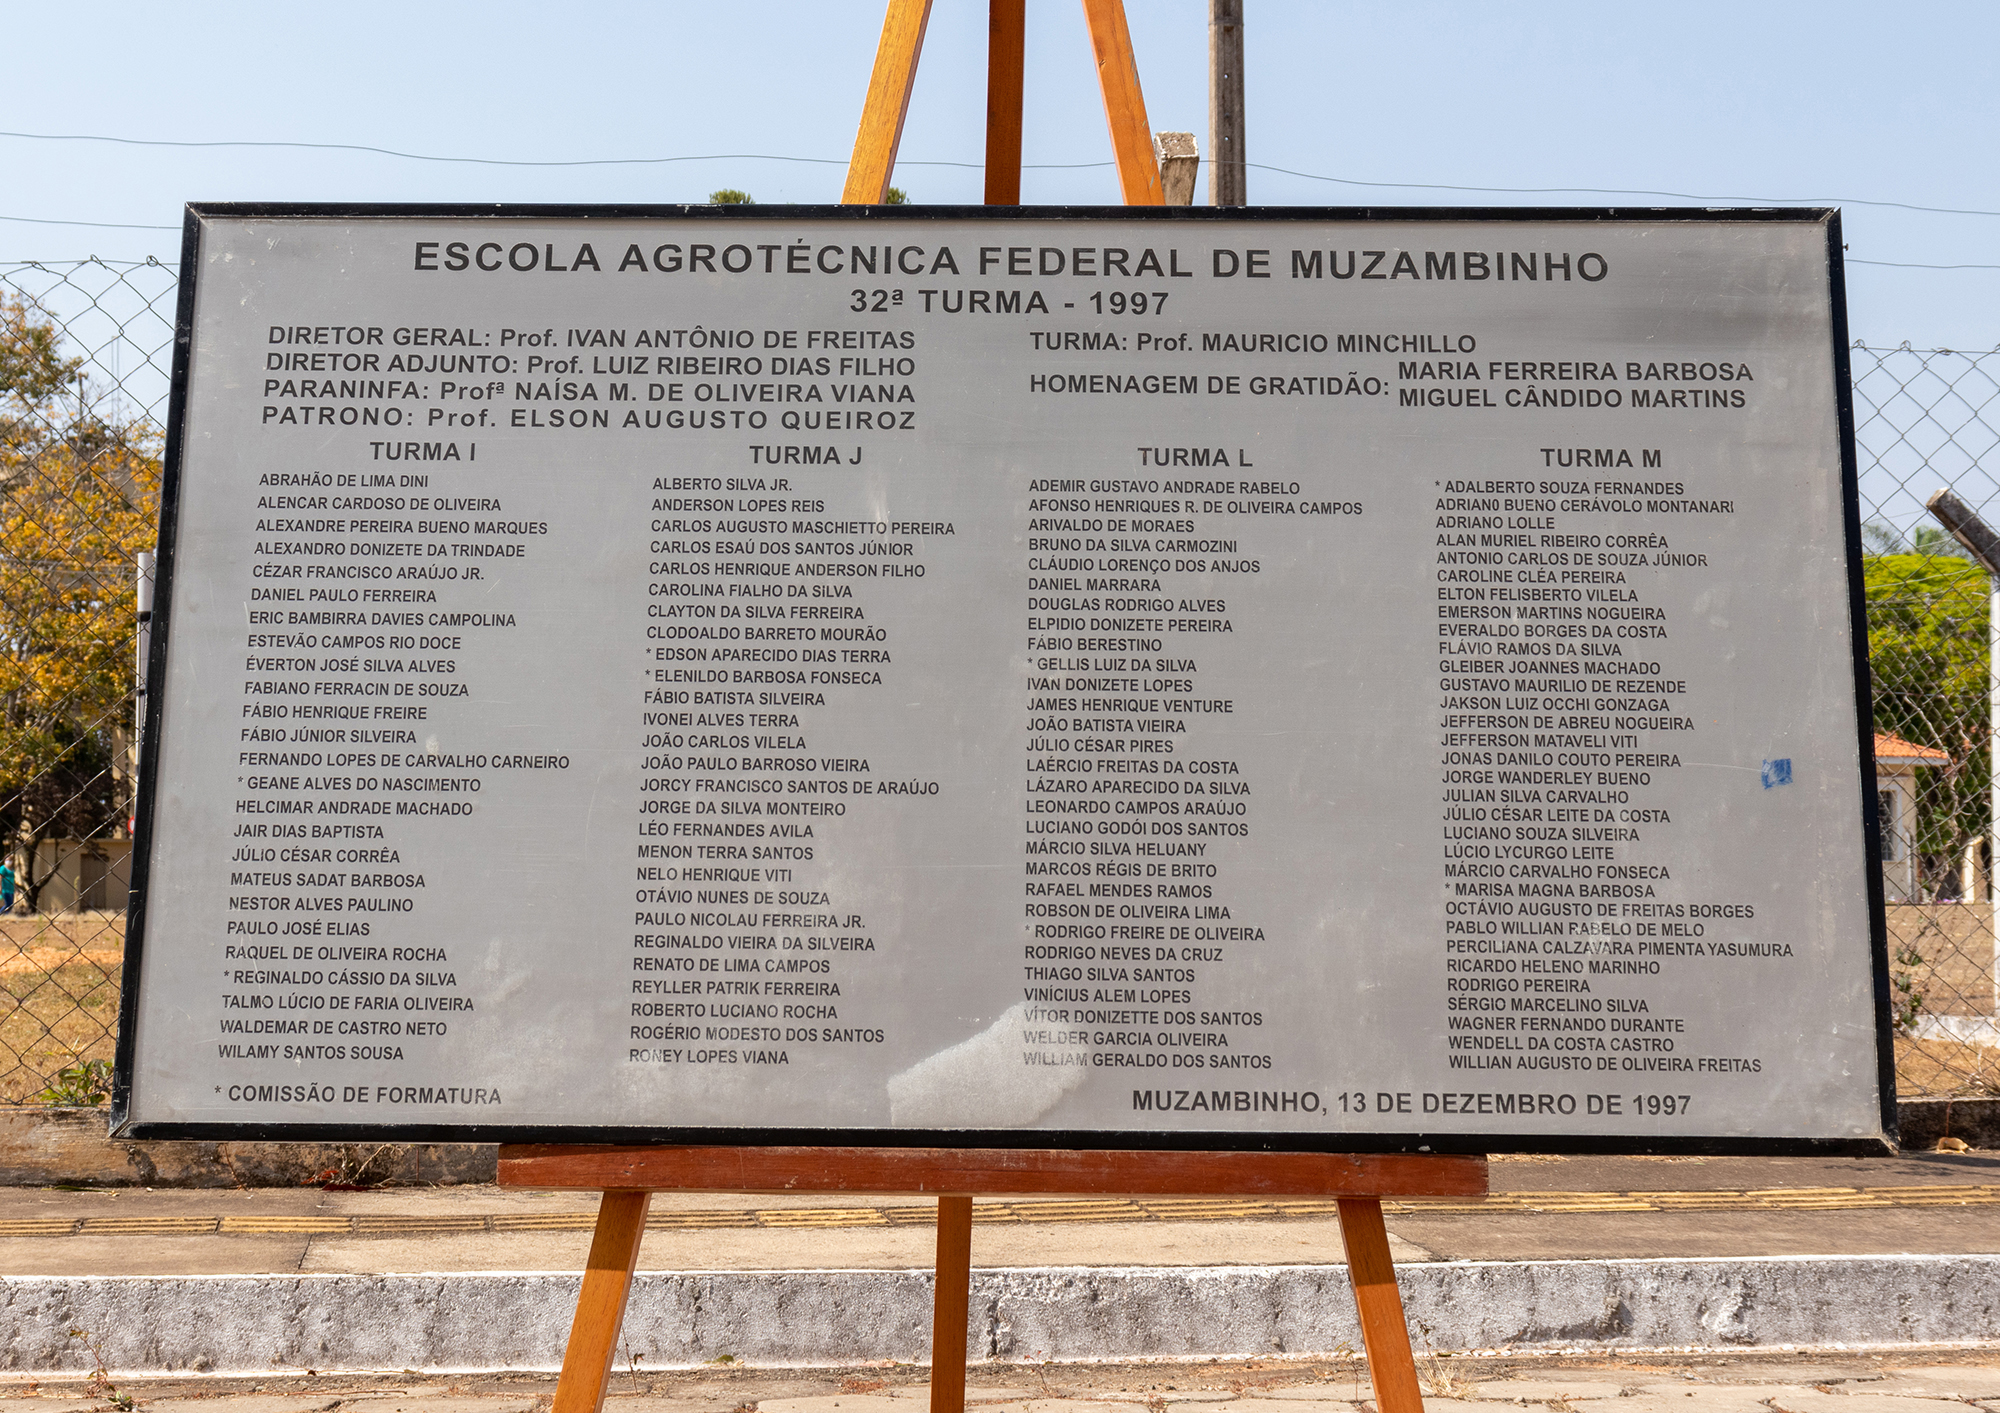 ESCOLA AGROTÉCNICA FEDERAL DE MUZAMBINHO
32ª TURMA - 1997
DIRETOR GERAL: Prof. IVAN ANTÔNIO DE FREITAS
DIRETOR ADJUNTO: Prof. LUIZ RIBEIRO DIAS FILHO
PARANINFA: Profª NAÍSA M. DE OLIVEIRA VIANA
PATRONO: Prof. ELSON AUGUSTO QUEIROZ
TURMA: Prof. MAURICIO MINCHILLO
HOMENAGEM DE GRATIDÃO: MARIA FERREIRA BARBOSA
MIGUEL CÂNDIDO MARTINS
TURMA I
ABRAHÃO DE LIMA DINI
ALENCAR CARDOSO DE OLIVEIRA
ALEXANDRE PEREIRA BUENO MARQUES
ALEXANDRO DONIZETE DA TRINDADE
CÉZAR FRANCISCO ARAÚJO JR.
DANIEL PAULO FERREIRA
ERIC BAMBIRRA DAVIES CAMPOLINA
ESTEVÃO CAMPOS RIO DOCE
ÉVERTON JOSÉ SILVA ALVES
FABIANO FERRACIN DE SOUZA
FÁBIO HENRIQUE FREIRE
FÁBIO JÚNIOR SILVEIRA
FERNANDO LOPES DE CARVALHO CARNEIRO
* GEANE ALVES DO NASCIMENTO
HELCIMAR ANDRADE MACHADO
JAIR DIAS BAPTISTA
JÚLIO CÉSAR CORRÊA
MATEUS SADAT BARBOSA
NESTOR ALVES PAULINO
PAULO JOSÉ ELIAS
RAQUEL DE OLIVEIRA ROCHA
* REGINALDO CÁSSIO DA SILVA
TALMO LÚCIO DE FARIA OLIVEIRA
WALDEMAR DE CASTRO NETO
WILAMY SANTOS SOUSA
TURMA J
ALBERTO SILVA JR.
ANDERSON LOPES REIS
CARLOS AUGUSTO MASCHIETTO PEREIRA
CARLOS ESAÚ DOS SANTOS JÚNIOR
CARLOS HENRIQUE ANDERSON FILHO
CAROLINA FIALHO DA SILVA
CLAYTON DA SILVA FERREIRA
CLODOALDO BARRETO MOURÃO
* EDSON APARECIDO DIAS TERRA
* ELENILDO BARBOSA FONSECA
FÁBIO BATISTA SILVEIRA
IVONEI ALVES TERRA
JOÃO CARLOS VILELA
JOÃO PAULO BARROSO VIEIRA
JORCY FRANCISCO SANTOS DE ARAÚJO
JORGE DA SILVA MONTEIRO
LÉO FERNANDES AVILA
MENON TERRA SANTOS
NELO HENRIQUE VITI
OTÁVIO NUNES DE SOUZA
PAULO NICOLAU FERREIRA JR.
REGINALDO VIEIRA DA SILVEIRA
RENATO DE LIMA CAMPOS
REYLLER PATRIK FERREIRA
ROBERTO LUCIANO ROCHA
ROGÉRIO MODESTO DOS SANTOS
RONEY LOPES VIANA
TURMA L
ADEMIR GUSTAVO ANDRADE RABELO
AFONSO HENRIQUES R. DE OLIVEIRA CAMPOS
ARIVALDO DE MORAES
BRUNO DA SILVA CARMOZINI
CLÁUDIO LORENÇO DOS ANJOS
DANIEL MARRARA
DOUGLAS RODRIGO ALVES
ELPIDIO DONIZETE PEREIRA
FÁBIO BERESTINO
* GELLIS LUIZ DA SILVA
IVAN DONIZETE LOPES
JAMES HENRIQUE VENTURE
JOÃO BATISTA VIEIRA
JÚLIO CÉSAR PIRES
LAÉRCIO FREITAS DA COSTA
LÁZARO APARECIDO DA SILVA
LEONARDO CAMPOS ARAÚJO
LUCIANO GODÓI DOS SANTOS
MÁRCIO SILVA HELUANY
MARCOS RÉGIS DE BRITO
RAFAEL MENDES RAMOS
ROBSON DE OLIVEIRA LIMA
* RODRIGO FREIRE DE OLIVEIRA
RODRIGO NEVES DA CRUZ
THIAGO SILVA SANTOS
VINÍCIUS ALEM LOPES
VÍTOR DONIZETTE DOS SANTOS
WELDER GARCIA OLIVEIRA
WILLIAM GERALDO DOS SANTOS
TURMA M
* ADALBERTO SOUZA FERNANDES
ADRIANO BUENO CERÁVOLO MONTANARI
ADRIANO LOLLE
ALAN MURIEL RIBEIRO CORRÊA
ANTONIO CARLOS DE SOUZA JÚNIOR
CAROLINE CLÉA PEREIRA
ELTON FELISBERTO VILELA
EMERSON MARTINS NOGUEIRA
EVERALDO BORGES DA COSTA
FLÁVIO RAMOS DA SILVA
GLEIBER JOANNES MACHADO
GUSTAVO MAURILIO DE REZENDE
JAKSON LUIZ OCCHI GONZAGA
JEFFERSON DE ABREU NOGUEIRA
JEFFERSON MATAVELI VITI
JONAS DANILO COUTO PEREIRA
JORGE WANDERLEY BUENO
JULIAN SILVA CARVALHO
JÚLIO CÉSAR LEITE DA COSTA
LUCIANO SOUZA SILVEIRA
LÚCIO LYCURGO LEITE
MÁRCIO CARVALHO FONSECA
* MARISA MAGNA BARBOSA
OCTÁVIO AUGUSTO DE FREITAS BORGES
PABLO WILLIAN RABELO DE MELO
PERCILIANA CALZAVARA PIMENTA YASUMURA
RICARDO HELENO MARINHO
RODRIGO PEREIRA
SÉRGIO MARCELINO SILVA
WAGNER FERNANDO DURANTE
WENDELL DA COSTA CASTRO
WILLIAN AUGUSTO DE OLIVEIRA FREITAS
* COMISSÃO DE FORMATURA
MUZAMBINHO, 13 DE DEZEMBRO DE 1997